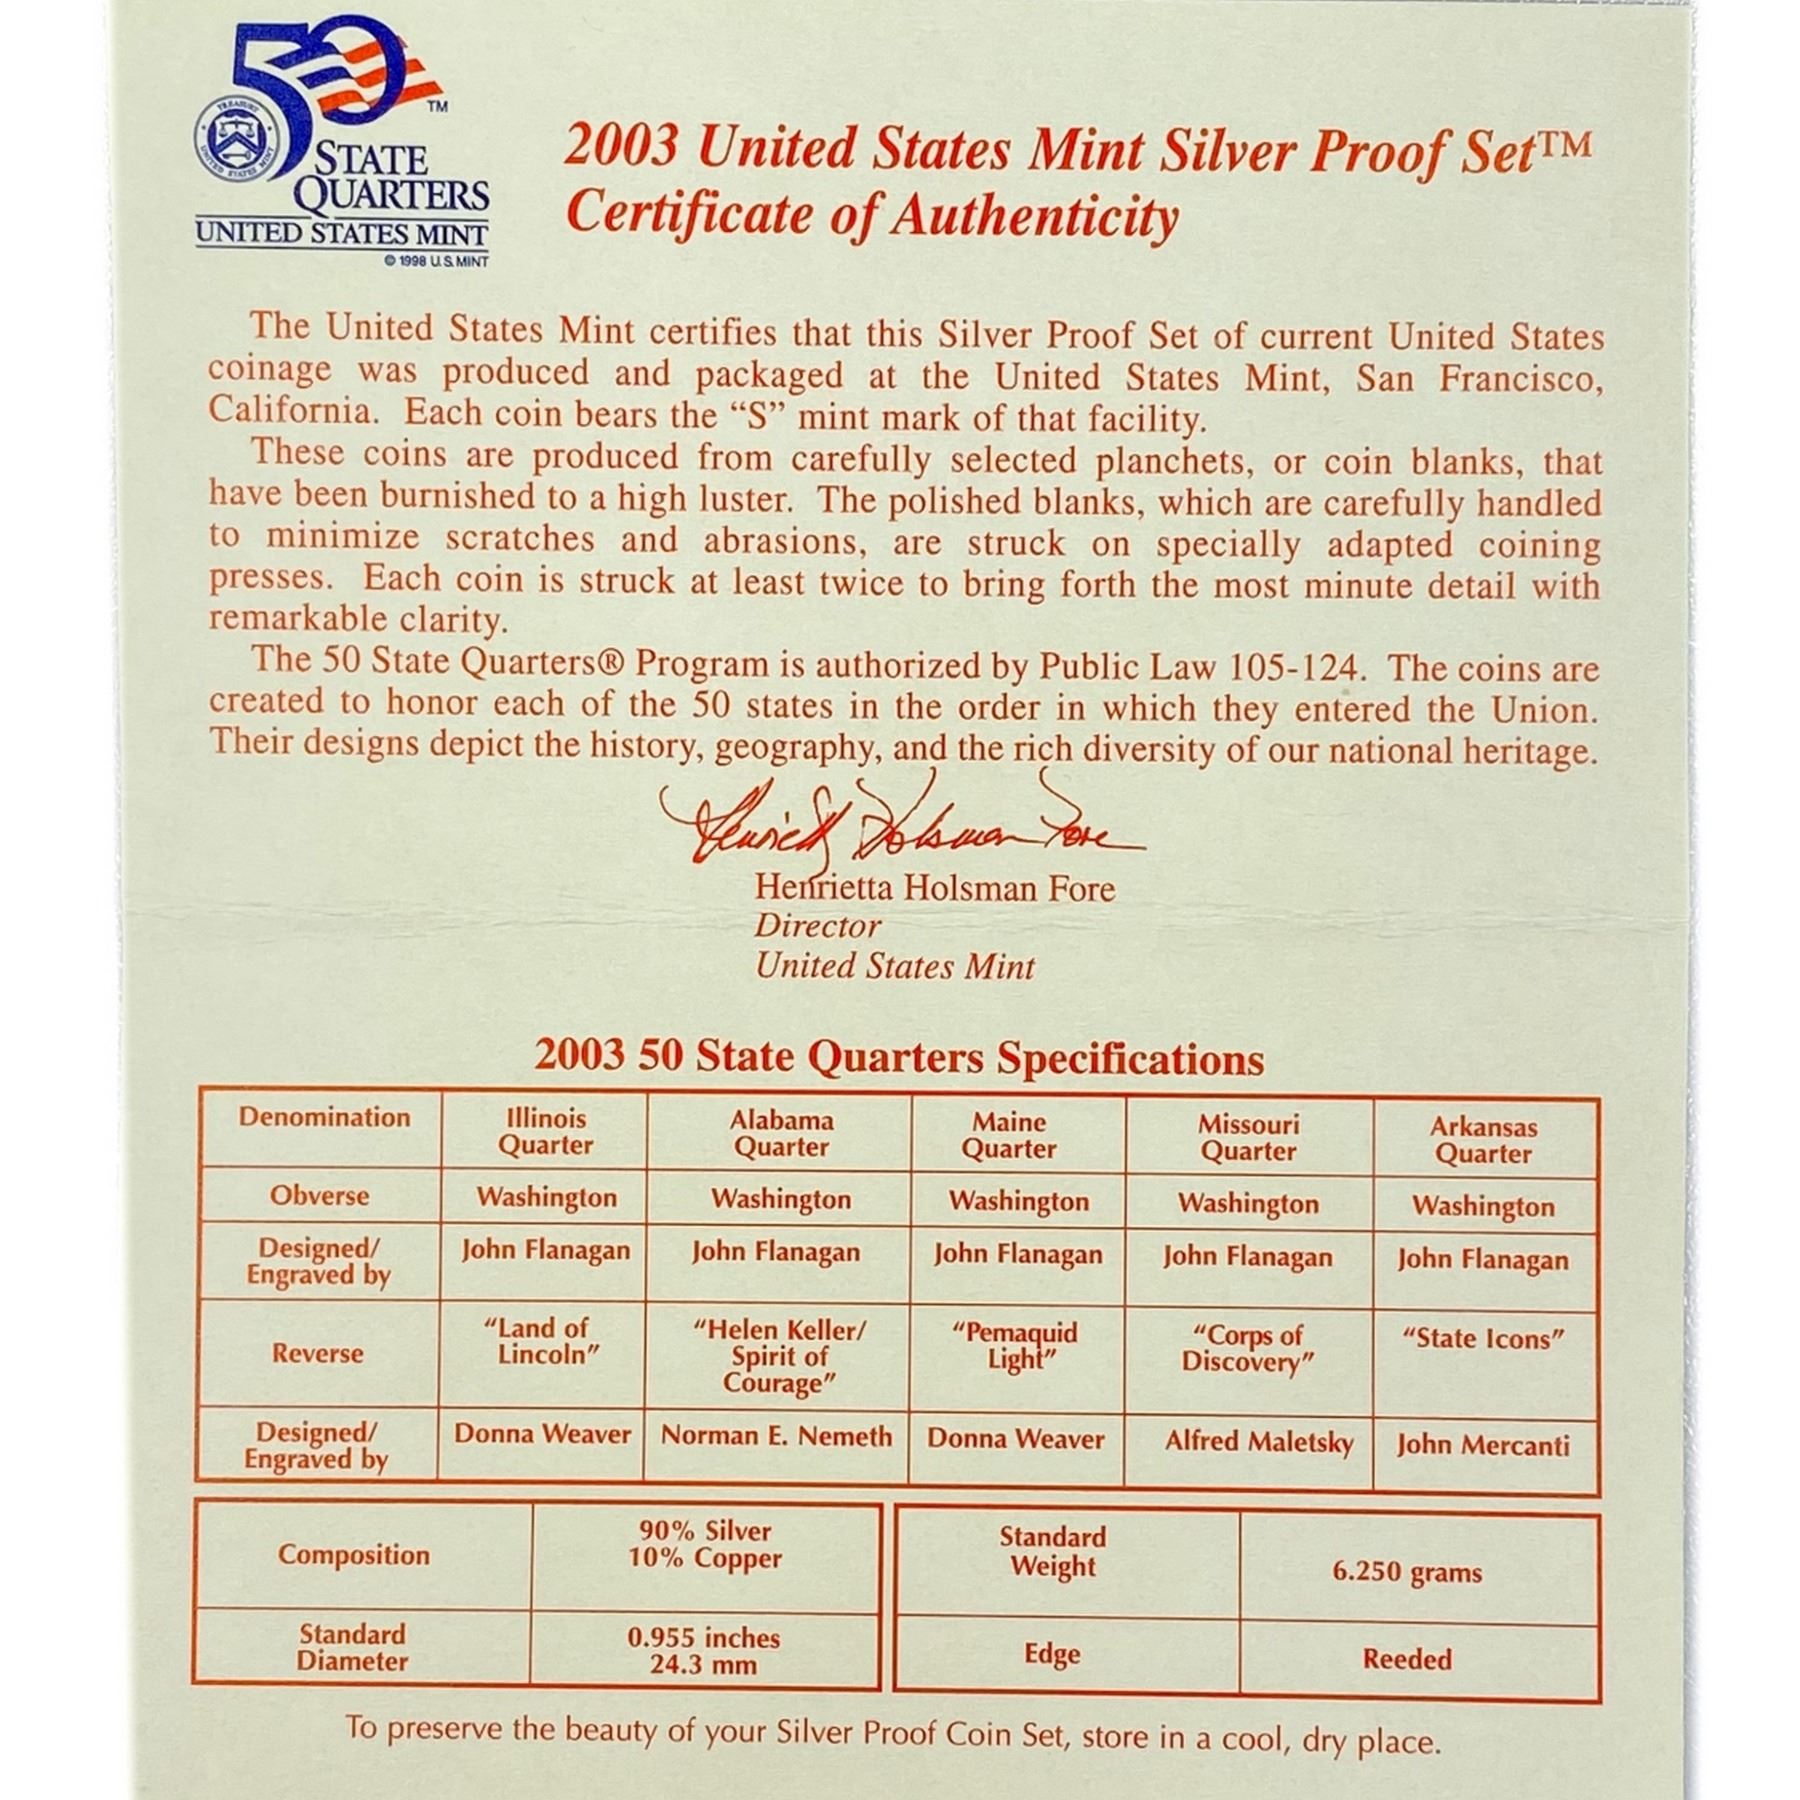 50
TM
TREASURY
UNITED STATES MINT
STATE
QUARTERS
UNITED STATES MINT
© 1998 U.S. MINT
2003 United States Mint Silver Proof Set™
Certificate of Authenticity
The United States Mint certifies that this Silver Proof Set of current United States
coinage was produced and packaged at the United States Mint, San Francisco,
California. Each coin bears the “S” mint mark of that facility.
These coins are produced from carefully selected planchets, or coin blanks, that
have been burnished to a high luster. The polished blanks, which are carefully handled
to minimize scratches and abrasions, are struck on specially adapted coining
presses. Each coin is struck at least twice to bring forth the most minute detail with
remarkable clarity.
The 50 State Quarters® Program is authorized by Public Law 105-124. The coins are
created to honor each of the 50 states in the order in which they entered the Union.
Their designs depict the history, geography, and the rich diversity of our national heritage.
Henrietta Holsman Fore
Henrietta Holsman Fore
Director
United States Mint
2003 50 State Quarters Specifications
Denomination
Illinois
Quarter
Alabama
Quarter
Maine
Quarter
Missouri
Quarter
Arkansas
Quarter
Obverse
Washington
Washington
Washington
Washington
Washington
Designed/
Engraved by
John Flanagan
John Flanagan
John Flanagan
John Flanagan
John Flanagan
Reverse
“Land of
Lincoln”
“Helen Keller/
Spirit of
Courage”
“Pemaquid
Light”
“Corps of
Discovery”
“State Icons”
Designed/
Engraved by
Donna Weaver
Norman E. Nemeth
Donna Weaver
Alfred Maletsky
John Mercanti
Composition
90% Silver
10% Copper
Standard
Weight
6.250 grams
Standard
Diameter
0.955 inches
24.3 mm
Edge
Reeded
To preserve the beauty of your Silver Proof Coin Set, store in a cool, dry place.